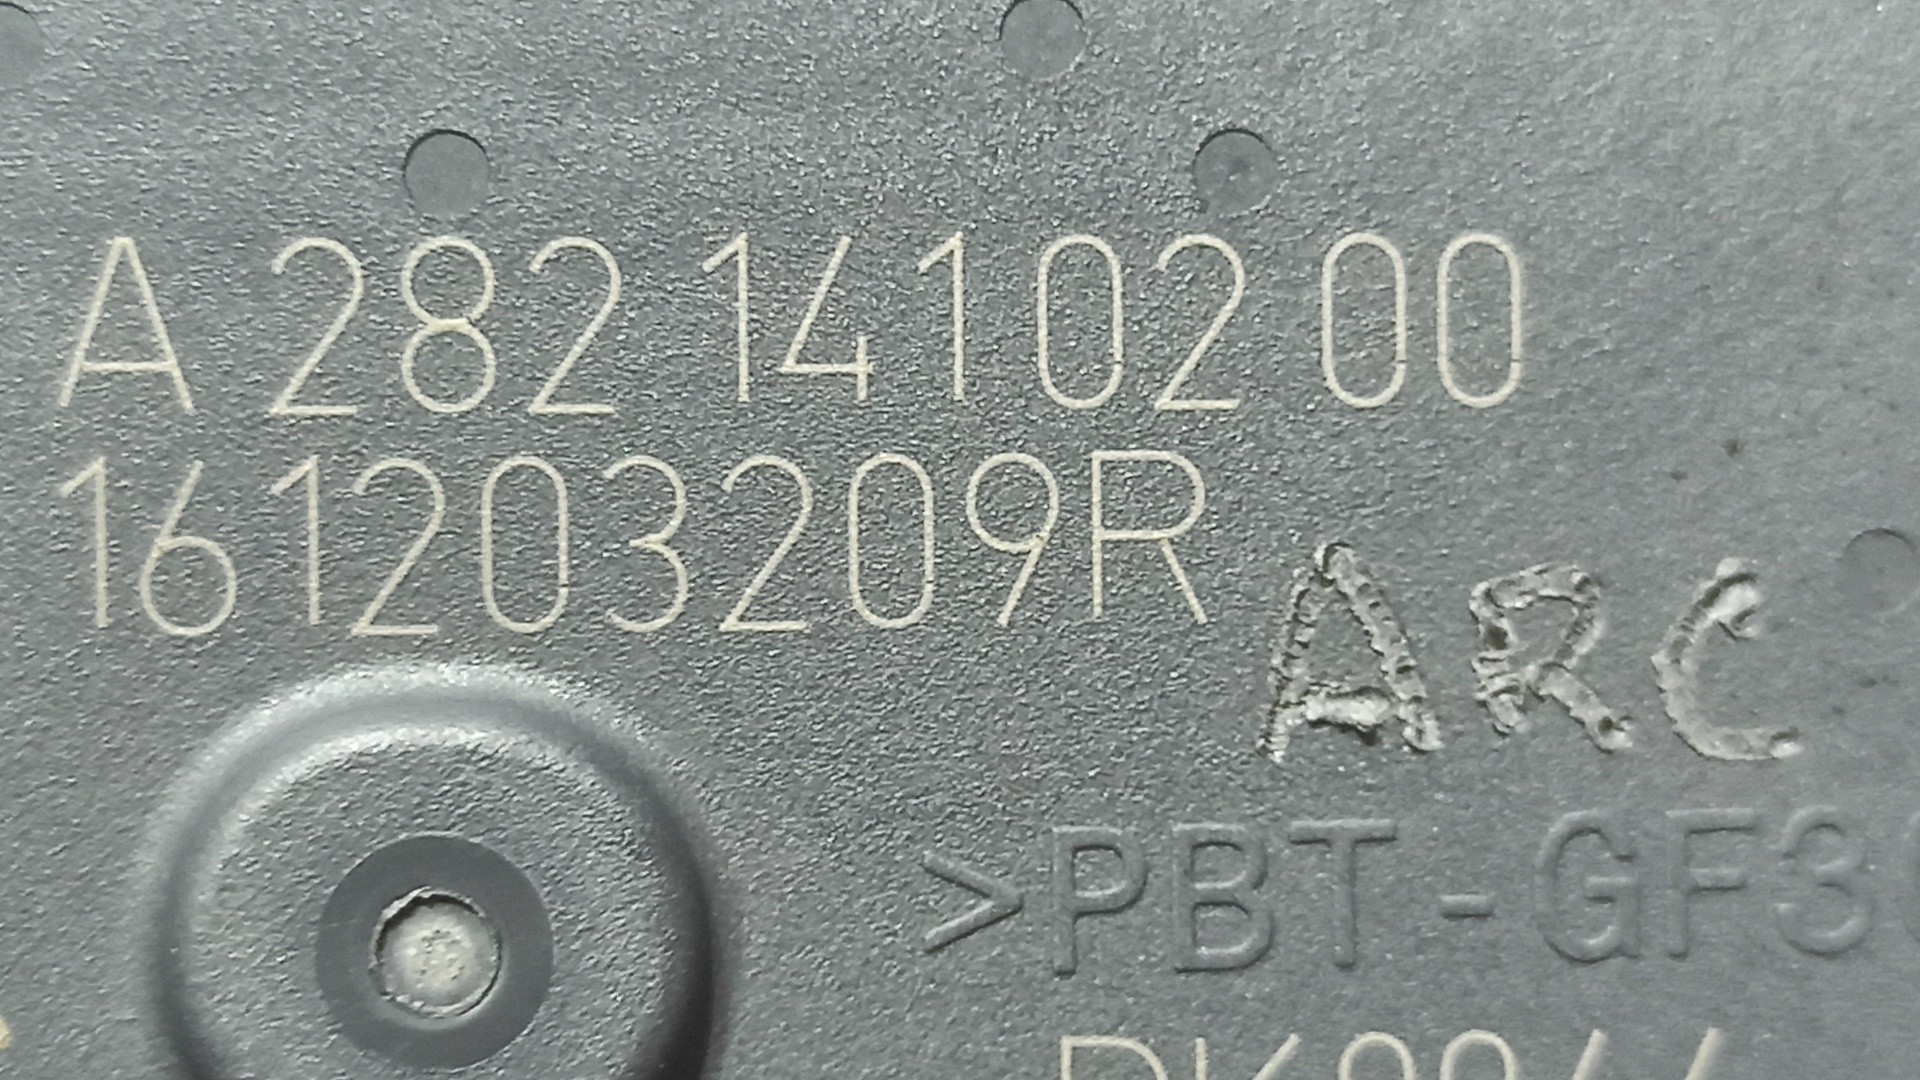 A 282 141 02 00
161203209R
ARC
>PBT-GF3